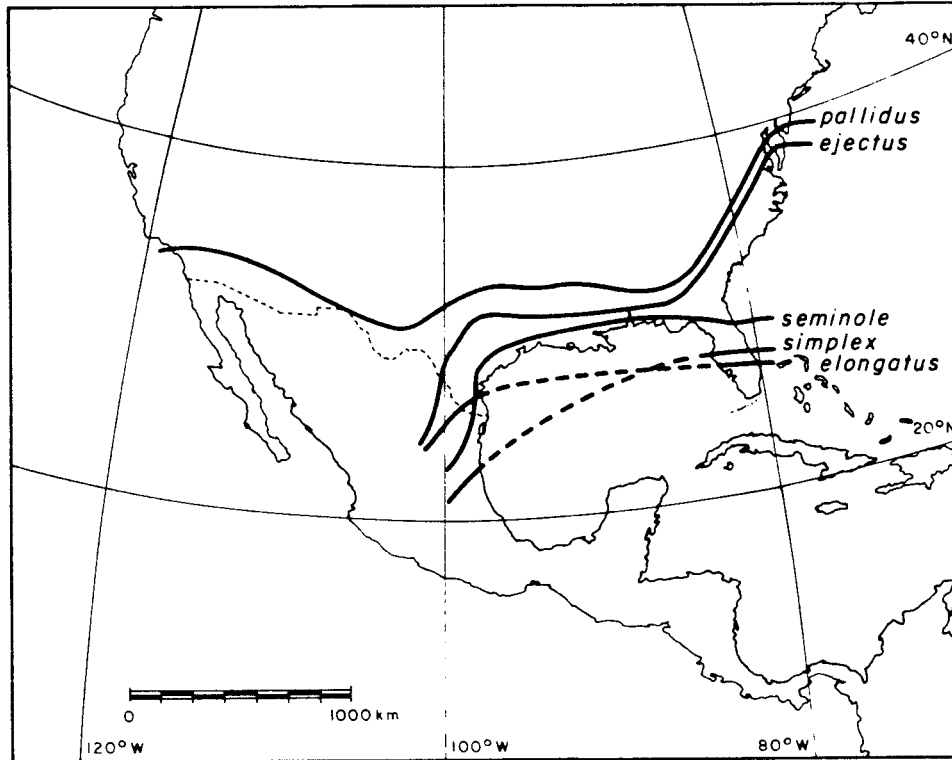 40°N
pallidus
ejectus
seminole
simplex
elongatus
20°N
0 1000 km
120°W 100°W 80°W